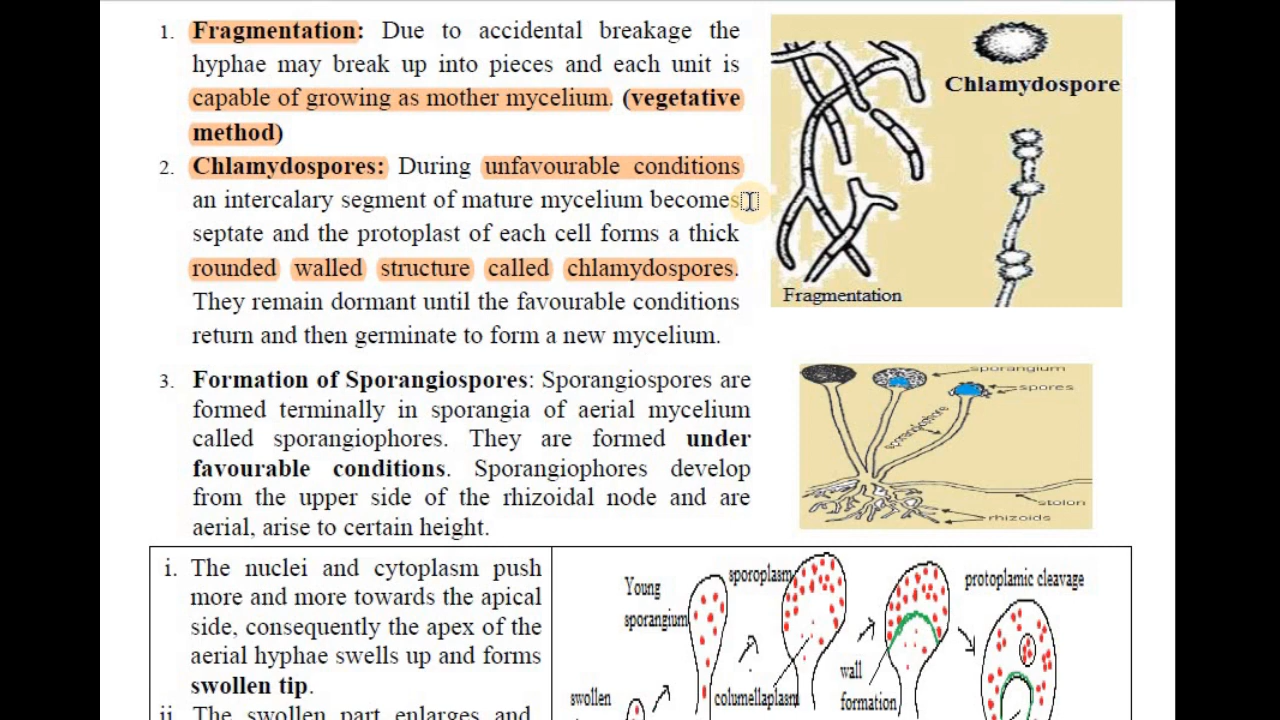 1. Fragmentation: Due to accidental breakage the
hyphae may break up into pieces and each unit is
capable of growing as mother mycelium. (vegetative
method)
2. Chlamydospores: During unfavourable conditions
an intercalary segment of mature mycelium becomes
septate and the protoplast of each cell forms a thick
rounded walled structure called chlamydospores.
They remain dormant until the favourable conditions
return and then germinate to form a new mycelium.
Chlamydospore
Fragmentation
3. Formation of Sporangiospores: Sporangiospores are
formed terminally in sporangia of aerial mycelium
called sporangiophores. They are formed under
favourable conditions. Sporangiophores develop
from the upper side of the rhizoidal node and are
aerial, arise to certain height.
sporangium
spores
sporangiophore
stolon
rhizoids
i. The nuclei and cytoplasm push
more and more towards the apical
side, consequently the apex of the
aerial hyphae swells up and forms
swollen tip.
ii. The swollen part enlarges and
Young
sporangium
sporoplasm
protoplamic cleavage
swollen
columellaplasm
wall
formation